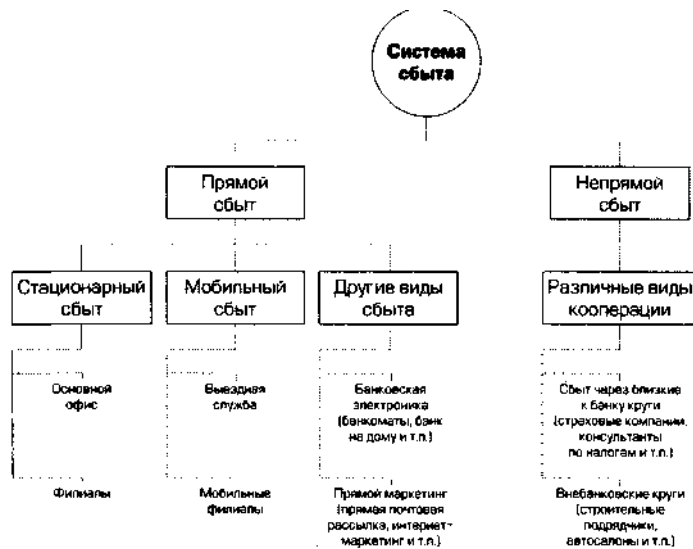 Система
сбыта
Прямой
сбыт
Непрямой
сбыт
Стационарный
сбыт
Мобильный
сбыт
Другие виды
сбыта
Различные виды
кооперации
Основной
офис
Выездная
служба
Банковская
электроника
(банкоматы, банк
на дому и т.п.)
Сбыт через близкие
к банку круги
(страховые компании,
консультанты
по налогам и т.п.)
Филиалы
Мобильные
филиалы
Прямой маркетинг
(прямая почтовая
рассылка, интернет-
маркетинг и т.п.)
Внебанковские круги
(строительные
подрядчики,
автосалоны и т.п.)